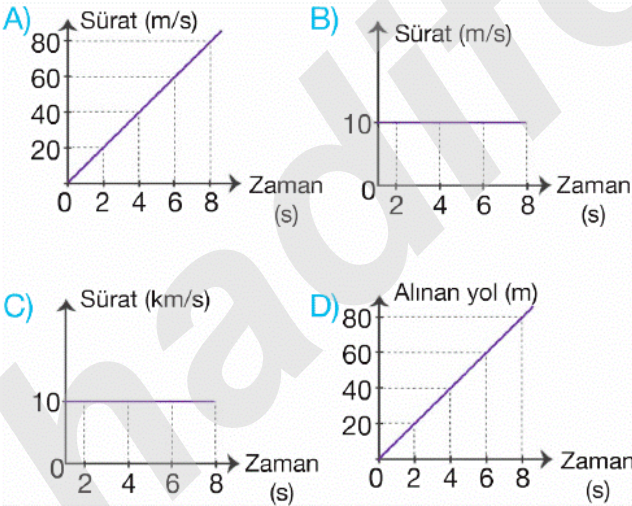 A) Sürat (m/s)
80
60
40
20
0 2 4 6 8
Zaman
(s)
B) Sürat (m/s)
10
0 2 4 6 8
Zaman
(s)
C) Sürat (km/s)
10
0 2 4 6 8
Zaman
(s)
D) Alınan yol (m)
80
60
40
20
0 2 4 6 8
Zaman
(s)